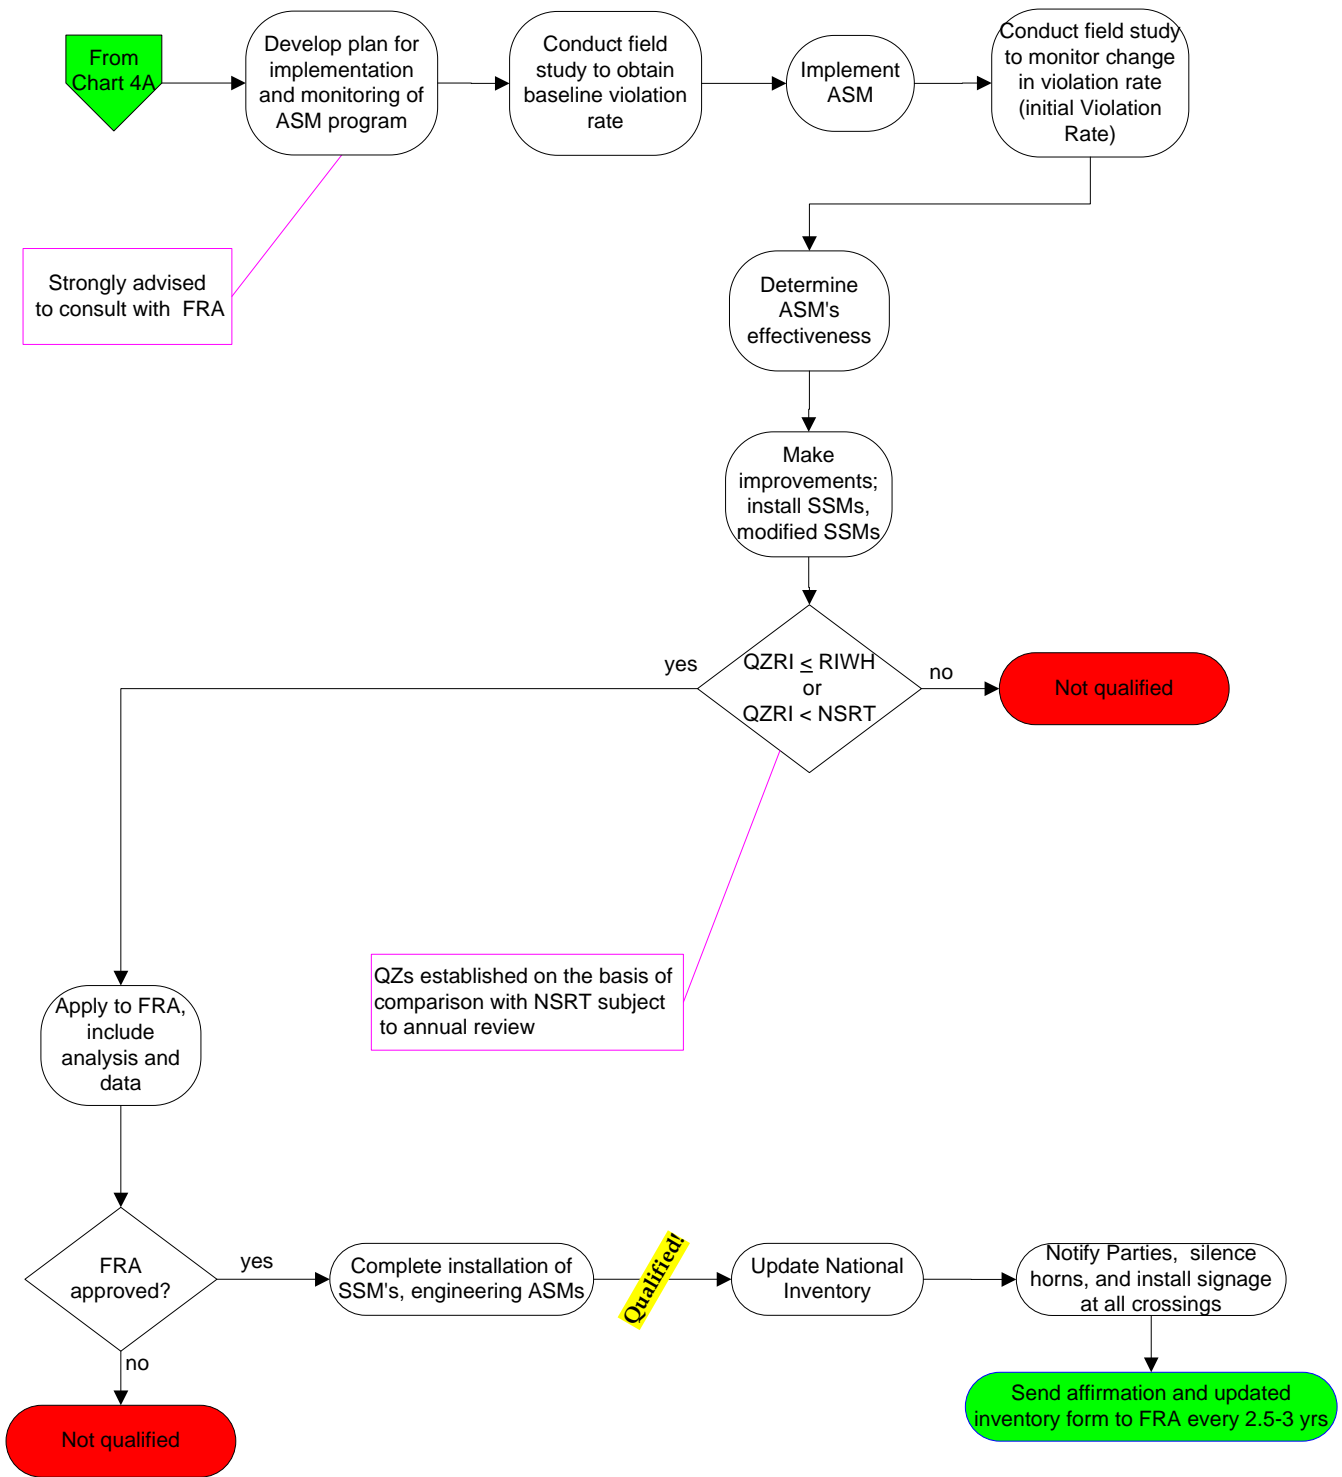 From
Chart 4A
Develop plan for
implementation
and monitoring of
ASM program
Conduct field
study to obtain
baseline violation
rate
Implement
ASM
Conduct field study
to monitor change
in violation rate
(initial Violation
Rate)
Strongly advised
to consult with FRA
Determine
ASM's
effectiveness
Make
improvements;
install SSMs,
modified SSMs
yes
QZRI ≤ RIWH
or
QZRI < NSRT
no
Not qualified
QZs established on the basis of
comparison with NSRT subject
to annual review
Apply to FRA,
include
analysis and
data
FRA
approved?
yes
Complete installation of
SSM's, engineering ASMs
Qualified!
Update National
Inventory
Notify Parties, silence
horns, and install signage
at all crossings
no
Not qualified
Send affirmation and updated
inventory form to FRA every 2.5-3 yrs